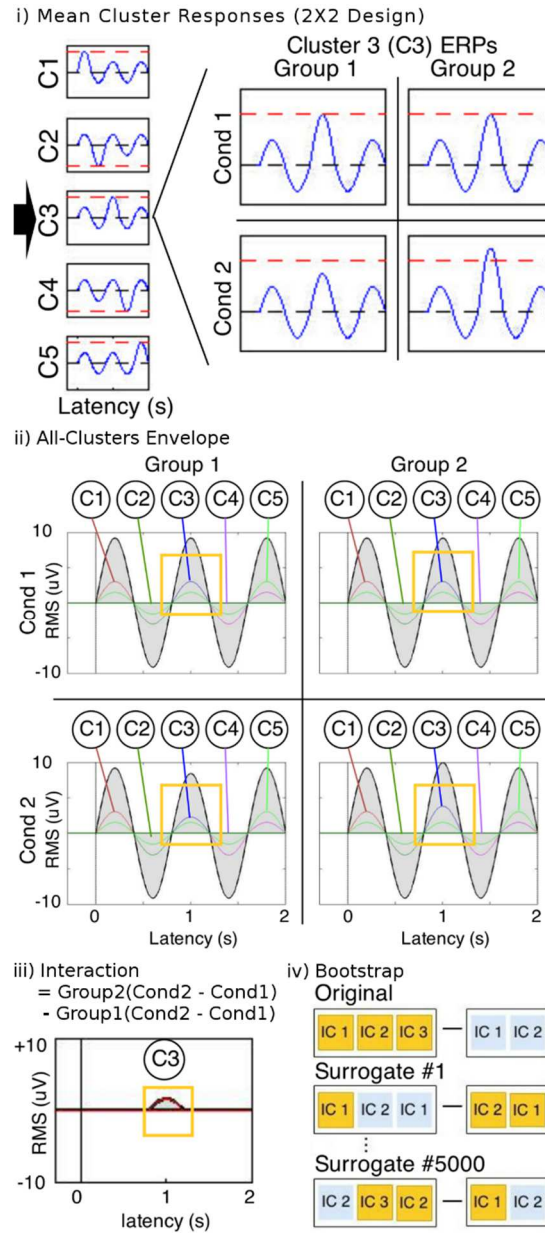 i) Mean Cluster Responses (2X2 Design)
Cluster 3 (C3) ERPs
Group 1 Group 2
C1
C2
C3
C4
C5
Latency (s)
Cond 1
Cond 2
ii) All-Clusters Envelope
Group 1 Group 2
C1 C2 C3 C4 C5 C1 C2 C3 C4 C5
Cond 1
RMS (uV)
10
-10
C1 C2 C3 C4 C5 C1 C2 C3 C4 C5
Cond 2
RMS (uV)
10
-10
0 1 2 0 1 2
Latency (s) Latency (s)
iii) Interaction
= Group2(Cond2 - Cond1)
- Group1(Cond2 - Cond1)
C3
RMS (uV)
+10
-10
0 1 2
latency (s)
iv) Bootstrap
Original
IC 1 IC 2 IC 3 — IC 1 IC 2
Surrogate #1
IC 1 IC 2 IC 1 — IC 2 IC 1
⋮
Surrogate #5000
IC 2 IC 3 IC 2 — IC 1 IC 2